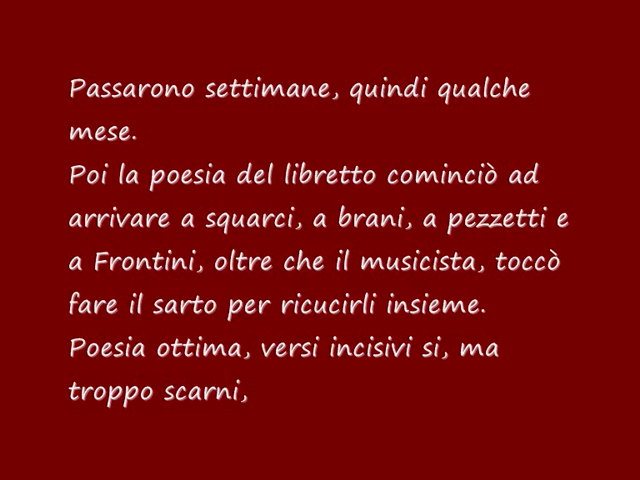 Passarono settimane, quindi qualche
mese.
Poi la poesia del libretto cominciò ad
arrivare a squarci, a brani, a pezzetti e
a Frontini, oltre che il musicista, toccò
fare il sarto per ricucirli insieme.
Poesia ottima, versi incisivi si, ma
troppo scarni,